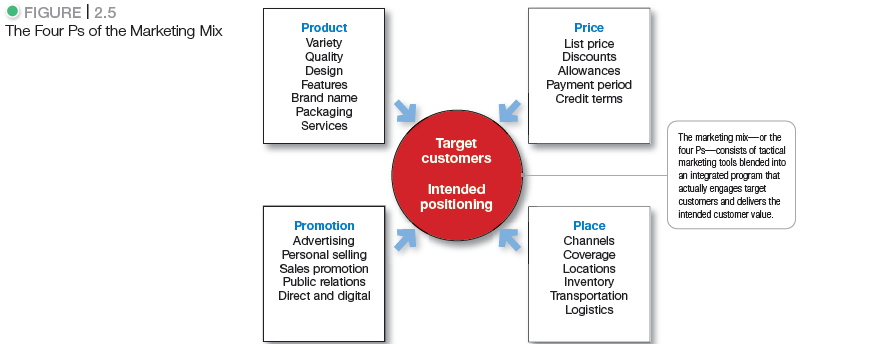 FIGURE | 2.5
The Four Ps of the Marketing Mix
Product
Variety
Quality
Design
Features
Brand name
Packaging
Services
Price
List price
Discounts
Allowances
Payment period
Credit terms
Target
customers
Intended
positioning
The marketing mix—or the
four Ps—consists of tactical
marketing tools blended into
an integrated program that
actually engages target
customers and delivers the
intended customer value.
Promotion
Advertising
Personal selling
Sales promotion
Public relations
Direct and digital
Place
Channels
Coverage
Locations
Inventory
Transportation
Logistics